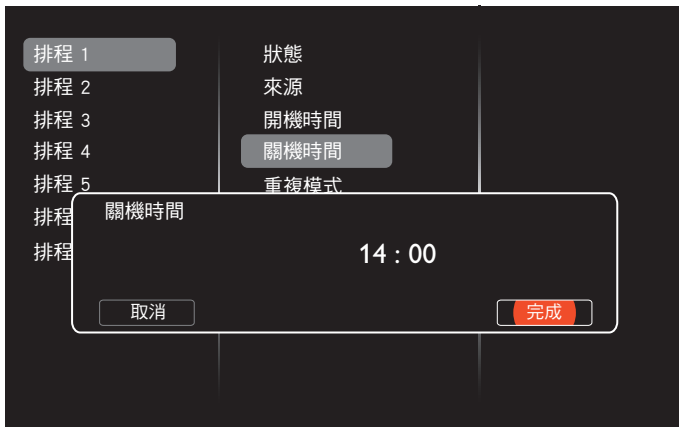 排程 1
排程 2
排程 3
排程 4
排程 5
排程
排程
狀態
來源
開機時間
關機時間
重複模式
關機時間
14 : 00
取消
完成